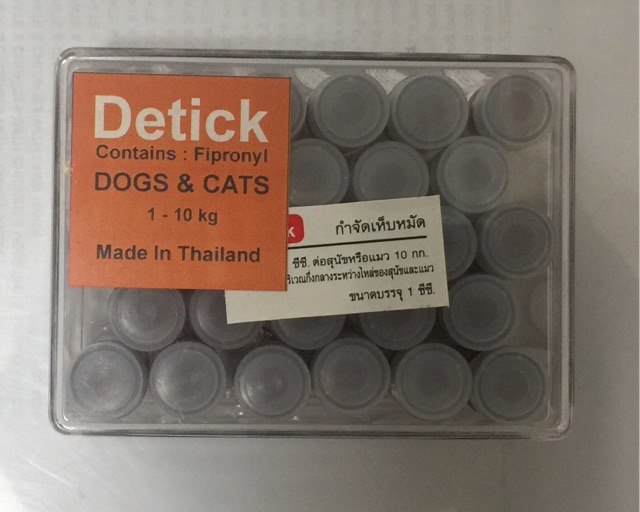 Detick
Contains : Fipronyl
DOGS & CATS
1 - 10 kg
Made In Thailand
k
กำจัดเห็บหมัด
ซีซี. ต่อสุนัขหรือแมว 10 กก.
ริเวณกึ่งกลางระหว่างไหล่ของสุนัขและแมว
ขนาดบรรจุ 1 ซีซี.